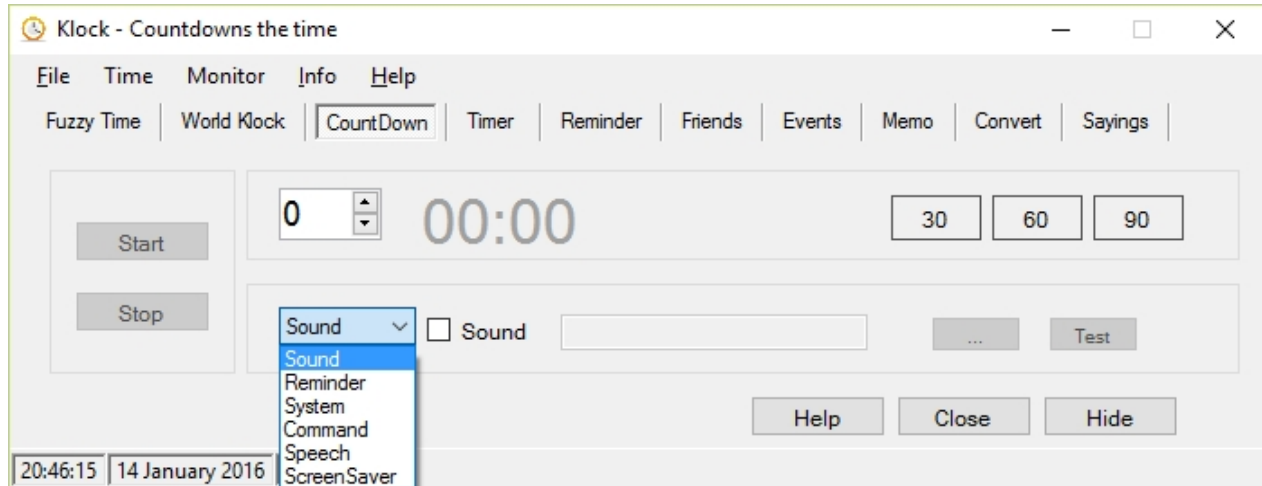 Klock - Countdowns the time
File Time Monitor Info Help
Fuzzy Time World Klock CountDown Timer Reminder Friends Events Memo Convert Sayings
0 00:00 30 60 90
Start
Stop
Sound Sound ... Test
Sound
Reminder
System
Command
Speech
ScreenSaver
Help Close Hide
20:46:15 14 January 2016